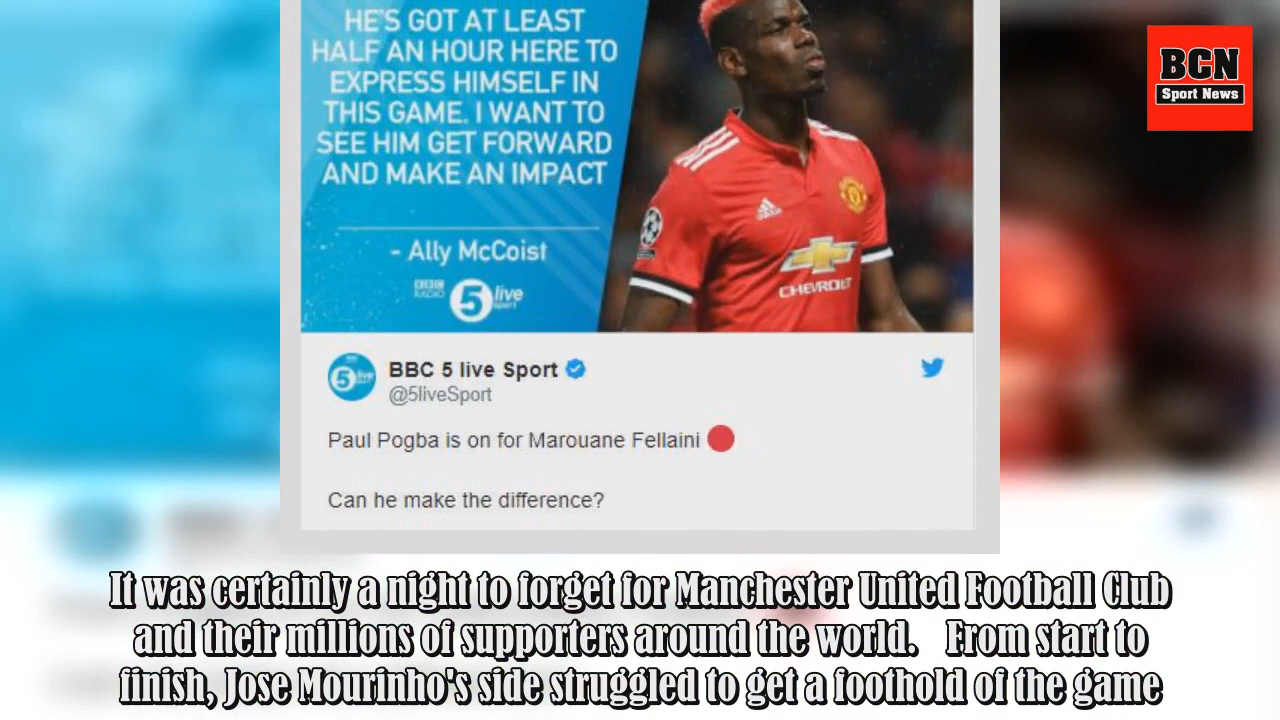 HE'S GOT AT LEAST
HALF AN HOUR HERE TO
EXPRESS HIMSELF IN
THIS GAME. I WANT TO
SEE HIM GET FORWARD
AND MAKE AN IMPACT
- Ally McCoist
BBC
RADIO
5 live
sport
CHEVROLET
BCN
Sport News
5 live
BBC 5 live Sport
@5liveSport
Paul Pogba is on for Marouane Fellaini
Can he make the difference?
It was certainly a night to forget for Manchester United Football Club
and their millions of supporters around the world. From start to
finish, Jose Mourinho's side struggled to get a foothold of the game